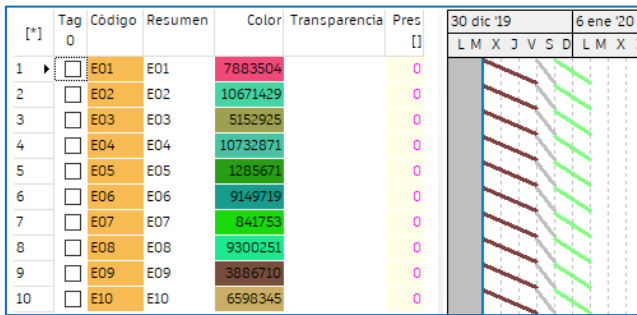 [*] Tag Código Resumen Color Transparencia Pres 30 dic '19 6 ene '20
0 [] L M X J V S D L M X
1 E01 E01 7883504 0
2 E02 E02 10671429 0
3 E03 E03 5152925 0
4 E04 E04 10732871 0
5 E05 E05 1285671 0
6 E06 E06 9149719 0
7 E07 E07 841753 0
8 E08 E08 9300251 0
9 E09 E09 3886710 0
10 E10 E10 6598345 0